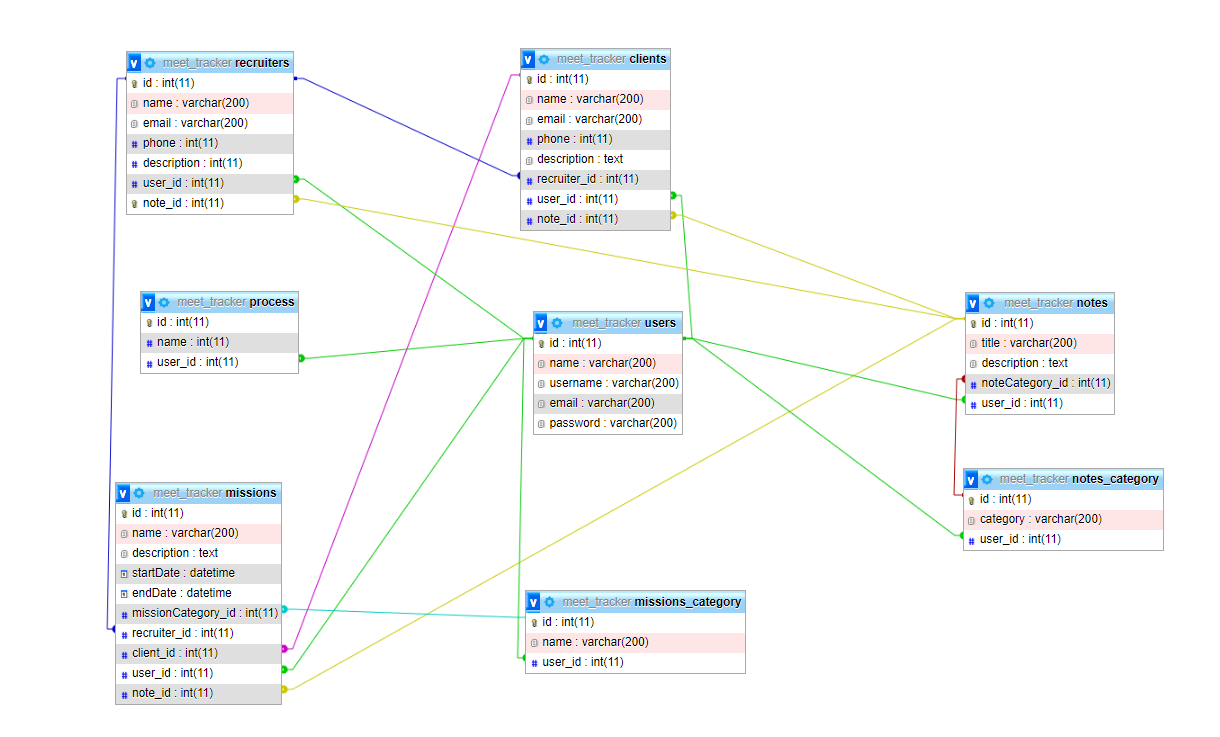 meet_tracker recruiters
id : int(11)
name : varchar(200)
email : varchar(200)
phone : int(11)
description : int(11)
user_id : int(11)
note_id : int(11)
meet_tracker clients
id : int(11)
name : varchar(200)
email : varchar(200)
phone : int(11)
description : text
recruiter_id : int(11)
user_id : int(11)
note_id : int(11)
meet_tracker process
id : int(11)
name : int(11)
user_id : int(11)
meet_tracker users
id : int(11)
name : varchar(200)
username : varchar(200)
email : varchar(200)
password : varchar(200)
meet_tracker notes
id : int(11)
title : varchar(200)
description : text
noteCategory_id : int(11)
user_id : int(11)
meet_tracker notes_category
id : int(11)
category : varchar(200)
user_id : int(11)
meet_tracker missions
id : int(11)
name : varchar(200)
description : text
startDate : datetime
endDate : datetime
missionCategory_id : int(11)
recruiter_id : int(11)
client_id : int(11)
user_id : int(11)
note_id : int(11)
meet_tracker missions_category
id : int(11)
name : varchar(200)
user_id : int(11)